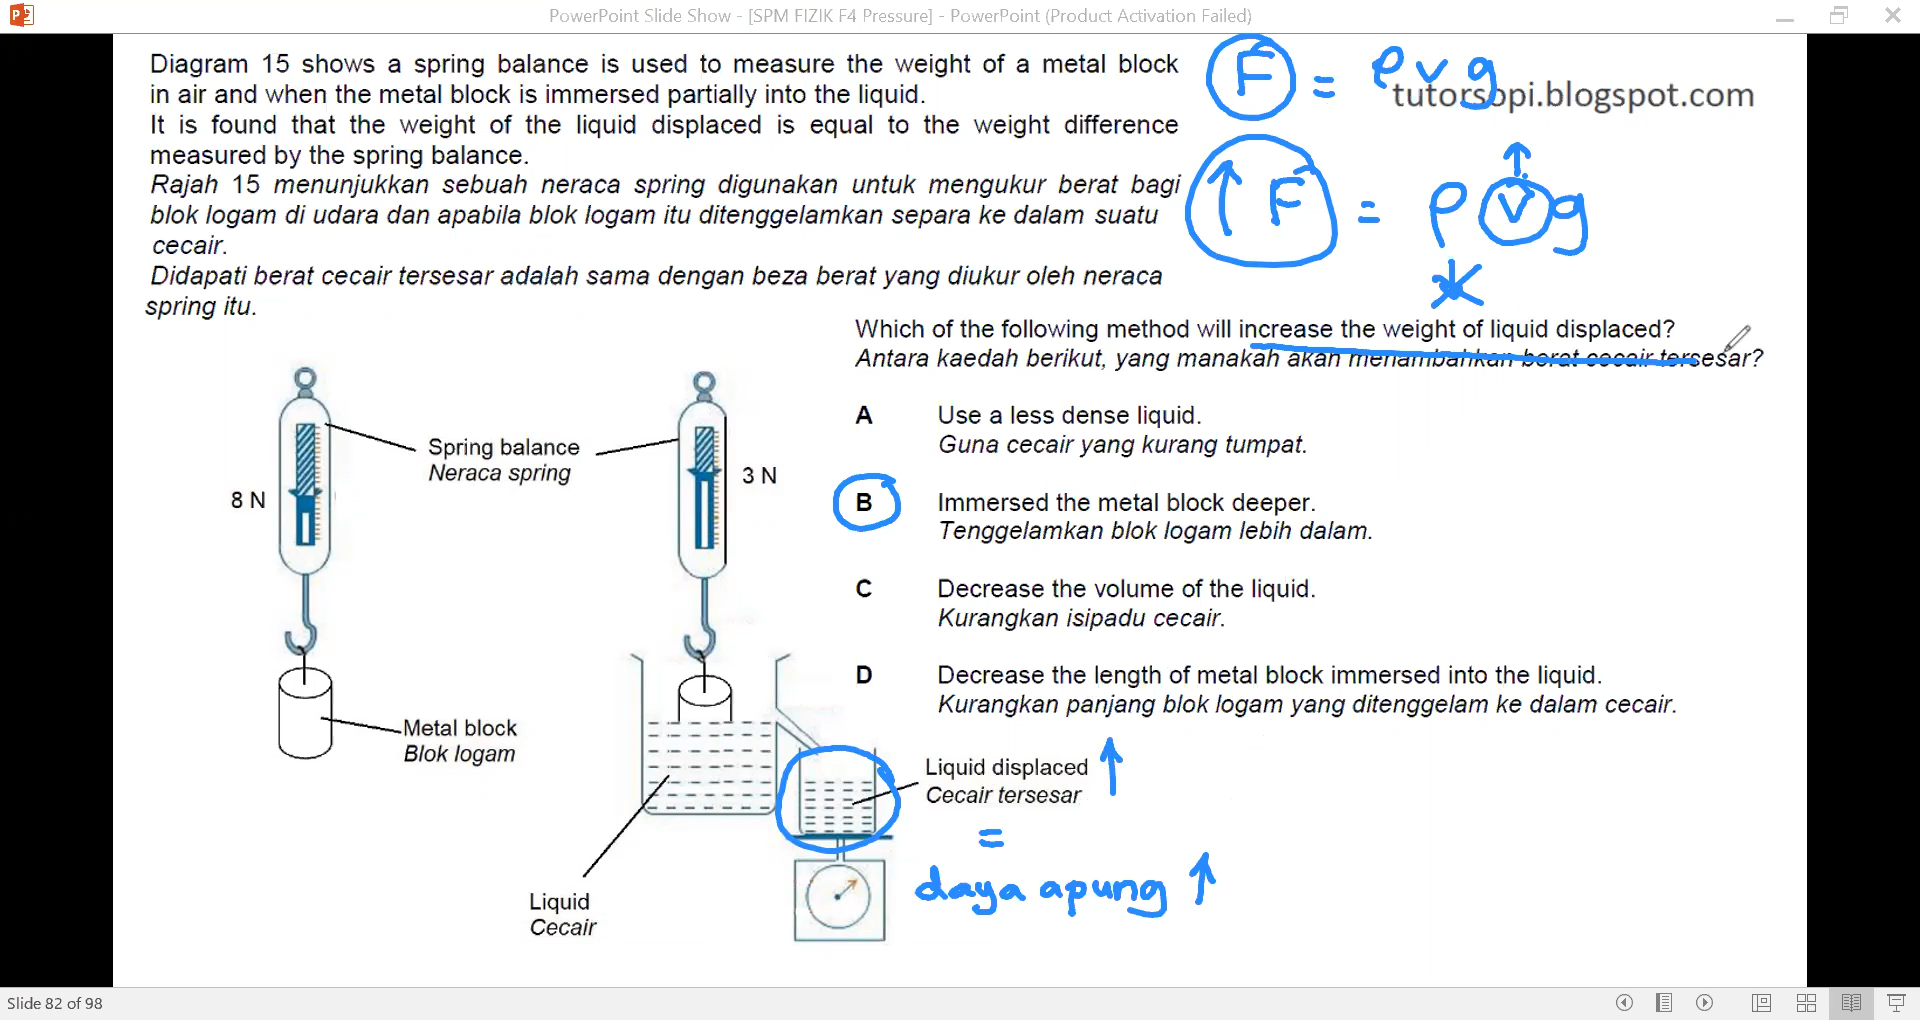 PowerPoint Slide Show - [SPM FIZIK F4 Pressure] - PowerPoint (Product Activation Failed)
Diagram 15 shows a spring balance is used to measure the weight of a metal block
in air and when the metal block is immersed partially into the liquid.
It is found that the weight of the liquid displaced is equal to the weight difference
measured by the spring balance.
Rajah 15 menunjukkan sebuah neraca spring digunakan untuk mengukur berat bagi
blok logam di udara dan apabila blok logam itu ditenggelamkan separa ke dalam suatu
cecair.
Didapati berat cecair tersesar adalah sama dengan beza berat yang diukur oleh neraca
spring itu.
F = ρ v g
tutorsopi.blogspot.com
↑ F = ρ v g
Which of the following method will increase the weight of liquid displaced?
Antara kaedah berikut, yang manakah akan menambahkan berat cecair tersesar?
A Use a less dense liquid.
Guna cecair yang kurang tumpat.
B Immersed the metal block deeper.
Tenggelamkan blok logam lebih dalam.
C Decrease the volume of the liquid.
Kurangkan isipadu cecair.
D Decrease the length of metal block immersed into the liquid.
Kurangkan panjang blok logam yang ditenggelam ke dalam cecair.
Spring balance
Neraca spring
8 N
3 N
Metal block
Blok logam
Liquid displaced ↑
Cecair tersesar
=
daya apung ↑
Liquid
Cecair
Slide 82 of 98